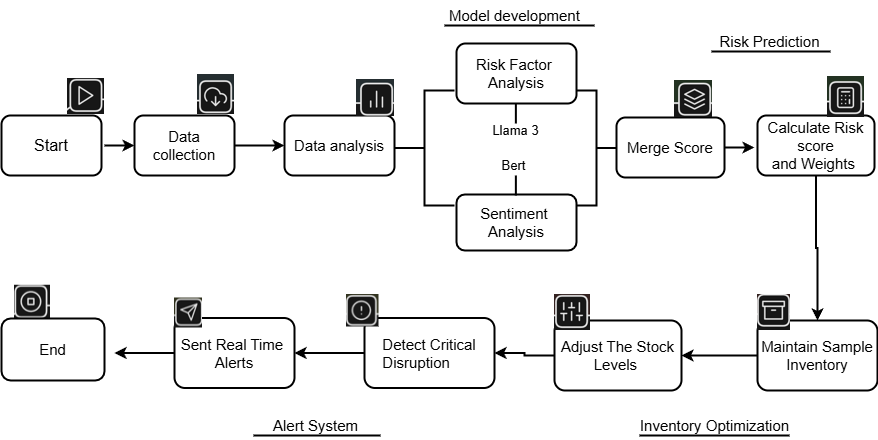 Model development
Risk Prediction
Start
Data
collection
Data analysis
Risk Factor
Analysis
Llama 3
Bert
Sentiment
Analysis
Merge Score
Calculate Risk
score
and Weights
End
Sent Real Time
Alerts
Detect Critical
Disruption
Adjust The Stock
Levels
Maintain Sample
Inventory
Alert System
Inventory Optimization